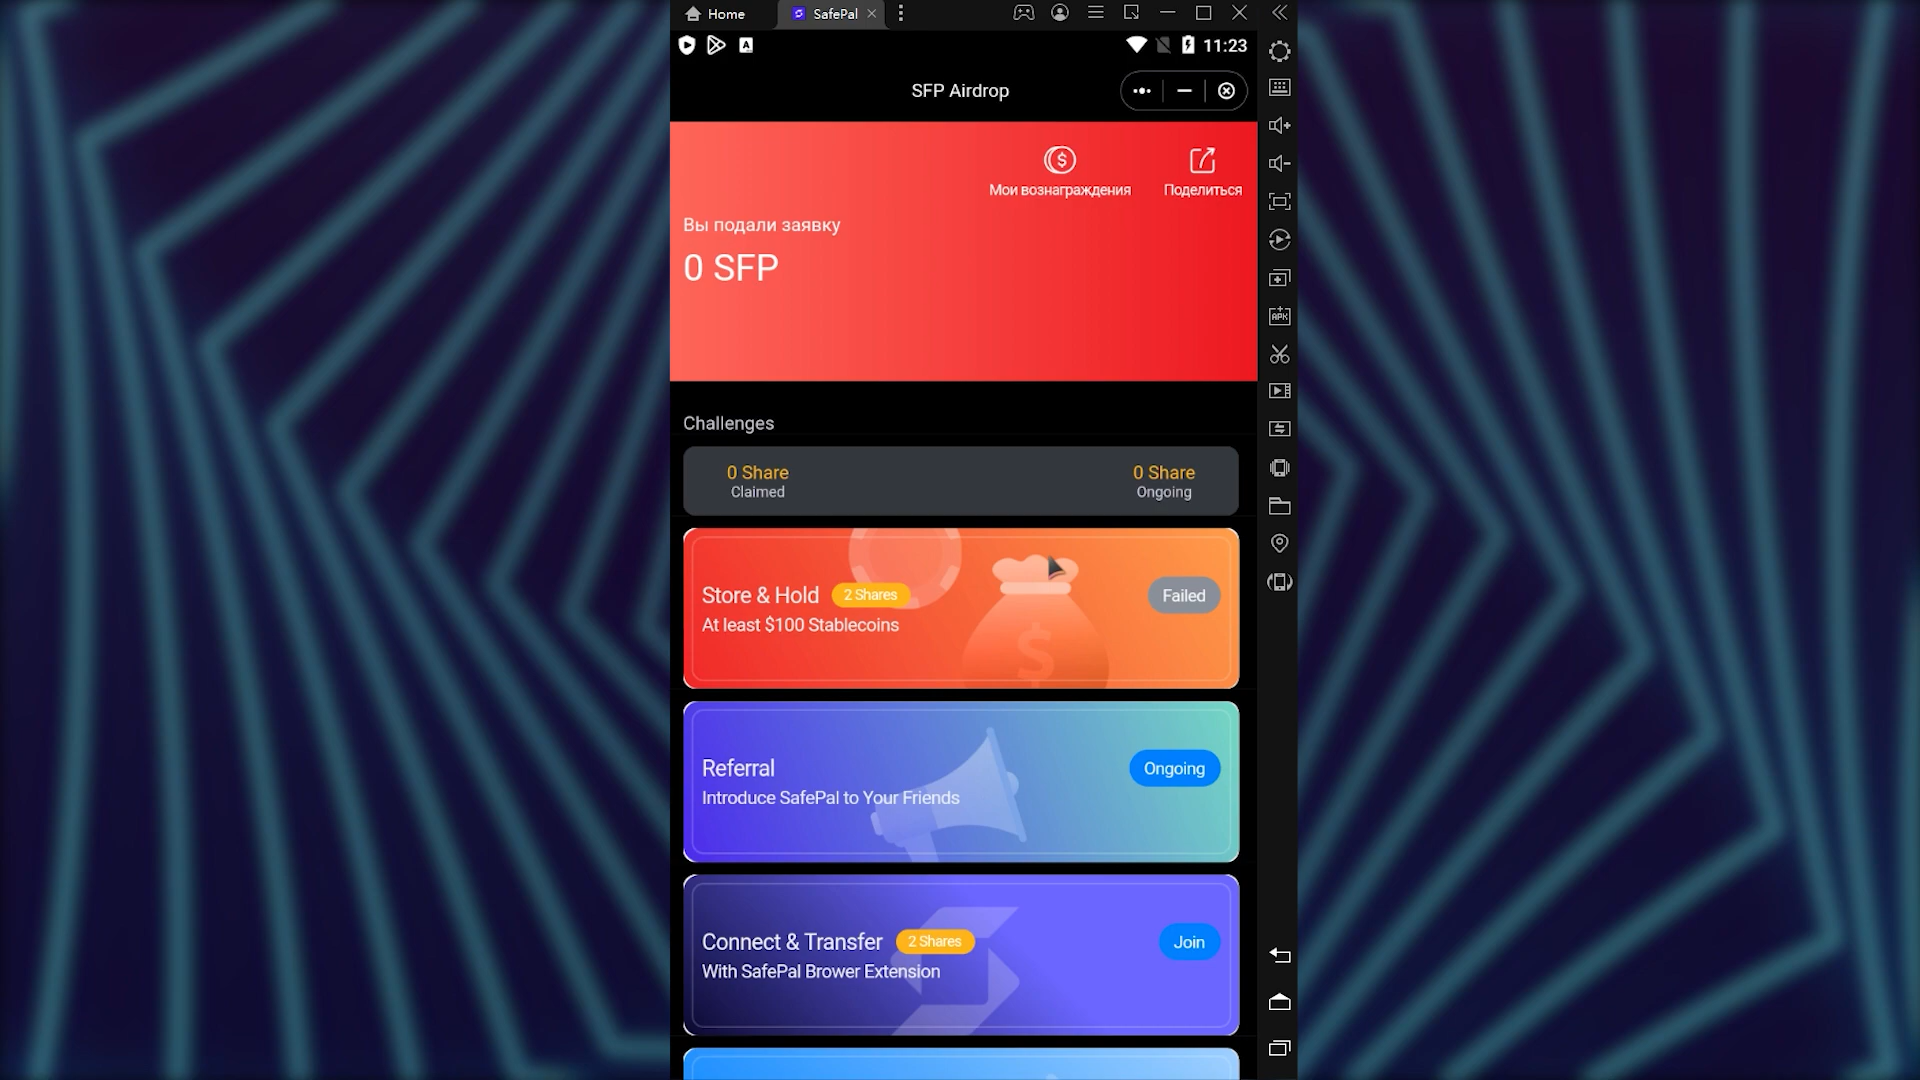 Home
SafePal
11:23
SFP Airdrop
Мои вознаграждения
Поделиться
Вы подали заявку
0 SFP
Challenges
0 Share
0 Share
Claimed
Ongoing
Store & Hold
2 Shares
Failed
At least $100 Stablecoins
Referral
Ongoing
Introduce SafePal to Your Friends
Connect & Transfer
2 Shares
Join
With SafePal Brower Extension
APK